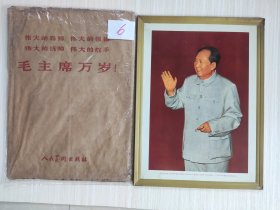 伟大的导师 伟大的领袖
伟大的统帅 伟大的舵手
毛主席万岁!
6
人民美术出版社